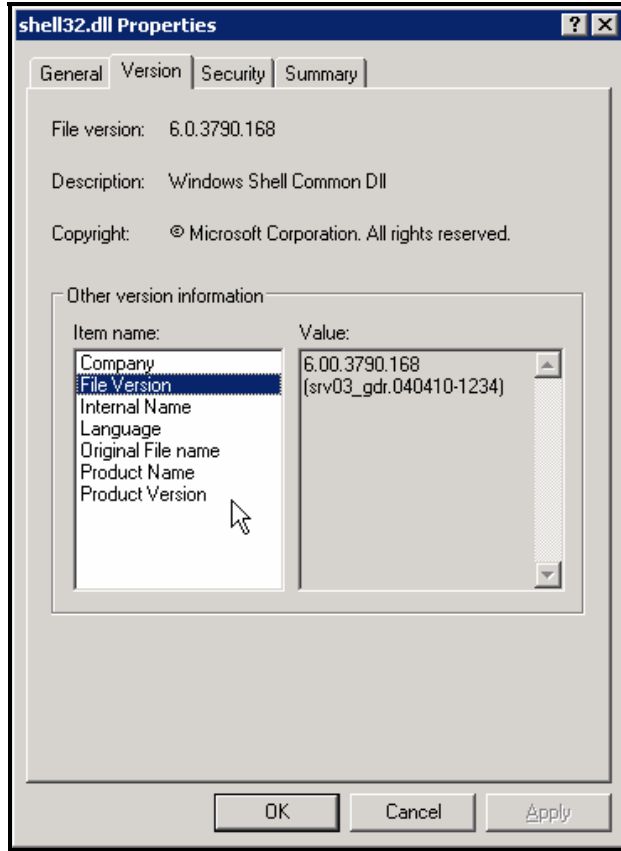 shell32.dll Properties
General Version Security Summary
File version: 6.0.3790.168
Description: Windows Shell Common Dll
Copyright: © Microsoft Corporation. All rights reserved.
Other version information
Item name: Value:
Company
File Version
Internal Name
Language
Original File name
Product Name
Product Version
6.00.3790.168
(srv03_gdr.040410-1234)
OK Cancel Apply